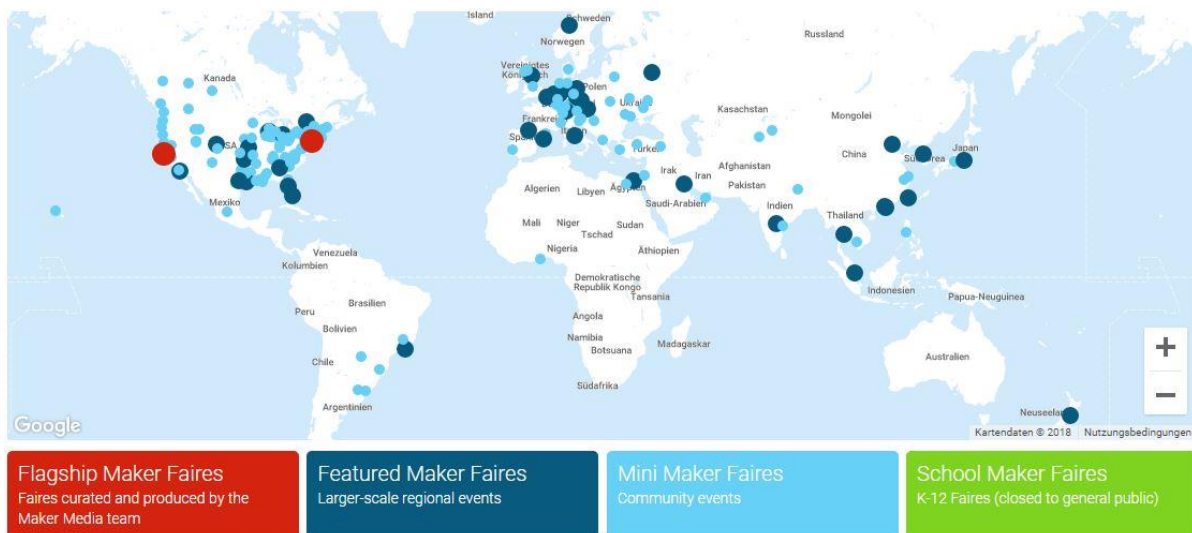 Island
Schweden
Norwegen
Russland
Kanada
Vereinigtes
Königreich
Polen
Ukraine
Kasachstan
Mongolei
Frankreich
Spanien
Italien
Türkei
USA
China
Südkorea
Japan
Irak
Iran
Afghanistan
Pakistan
Algerien
Libyen
Ägypten
Saudi-Arabien
Indien
Mexiko
Mali
Niger
Tschad
Sudan
Thailand
Nigeria
Äthiopien
Venezuela
Kolumbien
Demokratische
Republik Kongo
Tansania
Indonesien
Papua-Neuguinea
Brasilien
Peru
Bolivien
Angola
Namibia
Botsuana
Madagaskar
Chile
Australien
Südafrika
Argentinien
Neuseeland
+
−
Google
Kartendaten © 2018 Nutzungsbedingungen
Flagship Maker Faires
Faires curated and produced by the
Maker Media team
Featured Maker Faires
Larger-scale regional events
Mini Maker Faires
Community events
School Maker Faires
K-12 Faires (closed to general public)